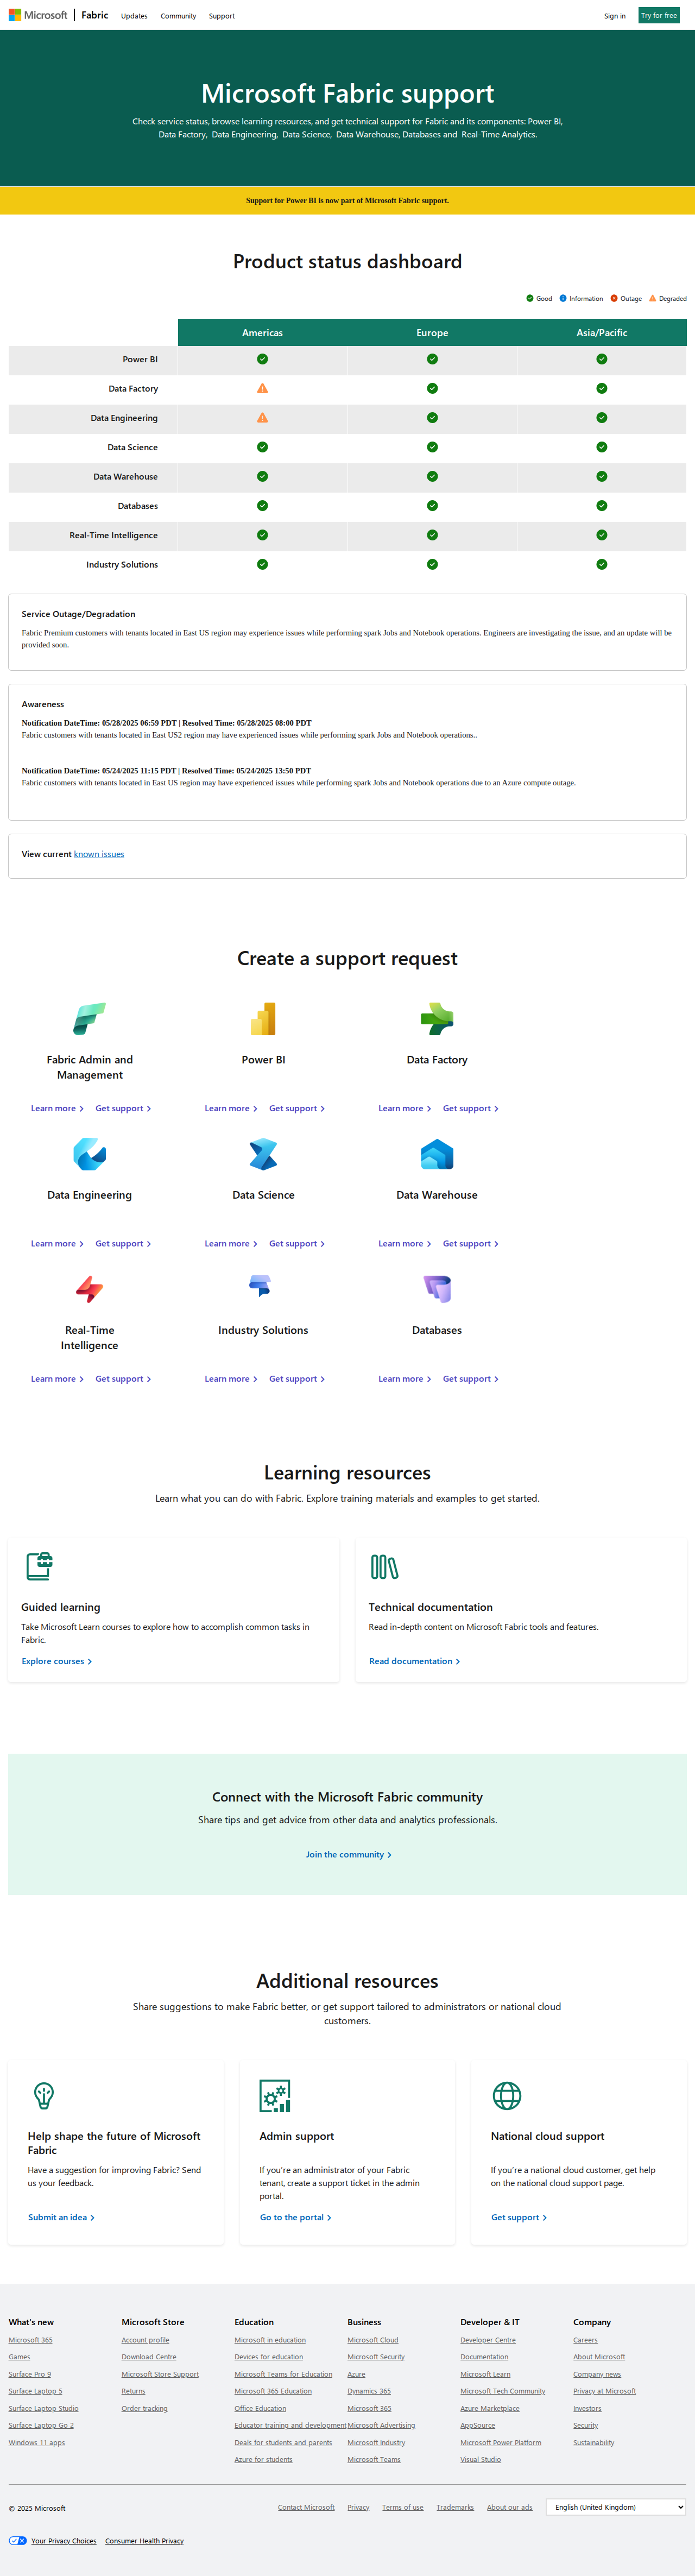 Microsoft | Fabric Updates Community Support Sign in Try for free
Microsoft Fabric support
Check service status, browse learning resources, and get technical support for Fabric and its components: Power BI,
Data Factory, Data Engineering, Data Science, Data Warehouse, Databases and Real-Time Analytics.
Support for Power BI is now part of Microsoft Fabric support.
Product status dashboard
Good Information Outage Degraded
Americas Europe Asia/Pacific
Power BI
Data Factory
Data Engineering
Data Science
Data Warehouse
Databases
Real-Time Intelligence
Industry Solutions
Service Outage/Degradation
Fabric Premium customers with tenants located in East US region may experience issues while performing spark Jobs and Notebook operations. Engineers are investigating the issue, and an update will be
provided soon.
Awareness
Notification DateTime: 05/28/2025 06:59 PDT | Resolved Time: 05/28/2025 08:00 PDT
Fabric customers with tenants located in East US2 region may have experienced issues while performing spark Jobs and Notebook operations..
Notification DateTime: 05/24/2025 11:15 PDT | Resolved Time: 05/24/2025 13:50 PDT
Fabric customers with tenants located in East US region may have experienced issues while performing spark Jobs and Notebook operations due to an Azure compute outage.
View current known issues
Create a support request
Fabric Admin and
Management
Learn more Get support
Power BI
Learn more Get support
Data Factory
Learn more Get support
Data Engineering
Learn more Get support
Data Science
Learn more Get support
Data Warehouse
Learn more Get support
Real-Time
Intelligence
Learn more Get support
Industry Solutions
Learn more Get support
Databases
Learn more Get support
Learning resources
Learn what you can do with Fabric. Explore training materials and examples to get started.
Guided learning
Take Microsoft Learn courses to explore how to accomplish common tasks in
Fabric.
Explore courses
Technical documentation
Read in-depth content on Microsoft Fabric tools and features.
Read documentation
Connect with the Microsoft Fabric community
Share tips and get advice from other data and analytics professionals.
Join the community
Additional resources
Share suggestions to make Fabric better, or get support tailored to administrators or national cloud
customers.
Help shape the future of Microsoft
Fabric
Have a suggestion for improving Fabric? Send
us your feedback.
Submit an idea
Admin support
If you're an administrator of your Fabric
tenant, create a support ticket in the admin
portal.
Go to the portal
National cloud support
If you're a national cloud customer, get help
on the national cloud support page.
Get support
What's new
Microsoft 365
Games
Surface Pro 9
Surface Laptop 5
Surface Laptop Studio
Surface Laptop Go 2
Windows 11 apps
Microsoft Store
Account profile
Download Centre
Microsoft Store Support
Returns
Order tracking
Education
Microsoft in education
Devices for education
Microsoft Teams for Education
Microsoft 365 Education
Office Education
Educator training and development
Deals for students and parents
Azure for students
Business
Microsoft Cloud
Microsoft Security
Azure
Dynamics 365
Microsoft 365
Microsoft Advertising
Microsoft Industry
Microsoft Teams
Developer & IT
Developer Centre
Documentation
Microsoft Learn
Microsoft Tech Community
Azure Marketplace
AppSource
Microsoft Power Platform
Visual Studio
Company
Careers
About Microsoft
Company news
Privacy at Microsoft
Investors
Security
Sustainability
© 2025 Microsoft Contact Microsoft Privacy Terms of use Trademarks About our ads English (United Kingdom)
Your Privacy Choices Consumer Health Privacy